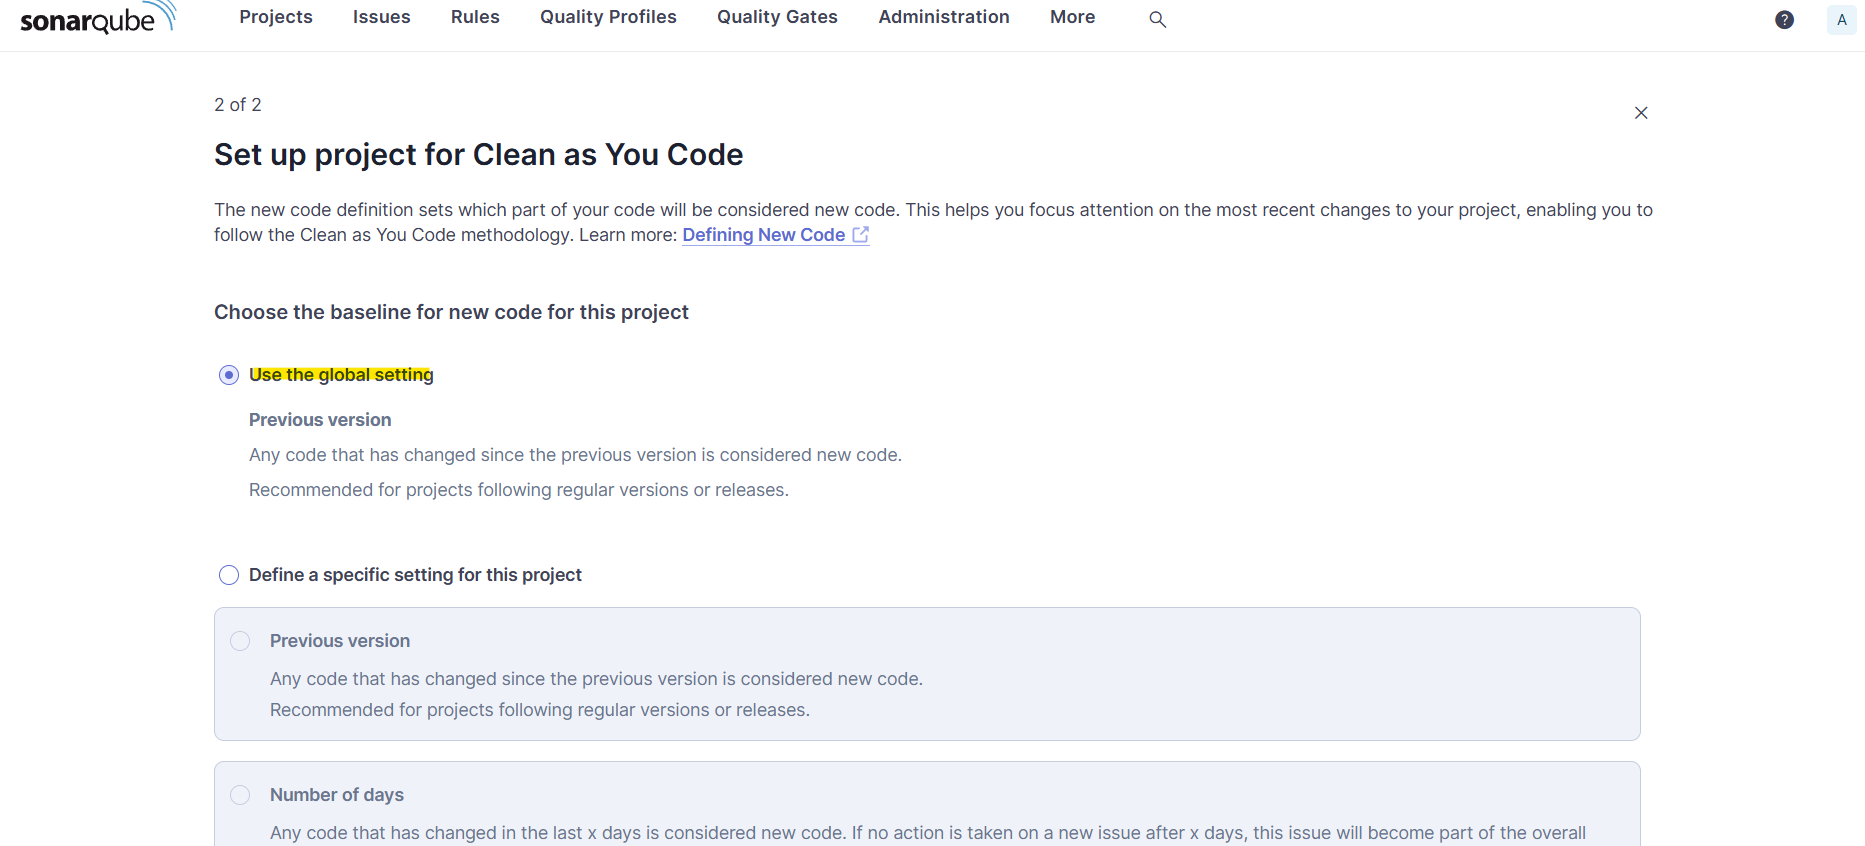 sonarqube
Projects Issues Rules Quality Profiles Quality Gates Administration More ? A
2 of 2
Set up project for Clean as You Code
The new code definition sets which part of your code will be considered new code. This helps you focus attention on the most recent changes to your project, enabling you to
follow the Clean as You Code methodology. Learn more: Defining New Code
Choose the baseline for new code for this project
Use the global setting
Previous version
Any code that has changed since the previous version is considered new code.
Recommended for projects following regular versions or releases.
Define a specific setting for this project
Previous version
Any code that has changed since the previous version is considered new code.
Recommended for projects following regular versions or releases.
Number of days
Any code that has changed in the last x days is considered new code. If no action is taken on a new issue after x days, this issue will become part of the overall